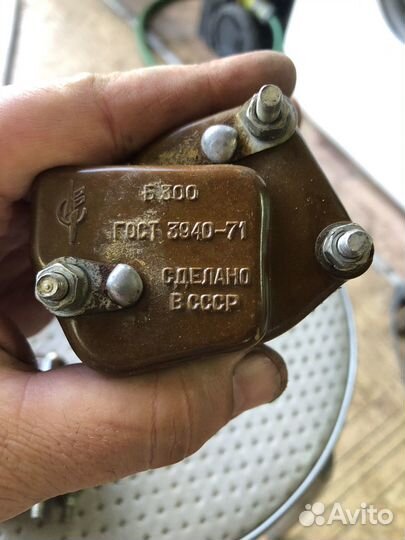 Б300
ГОСТ 3940-71
СДЕЛАНО
В СССР
Avito